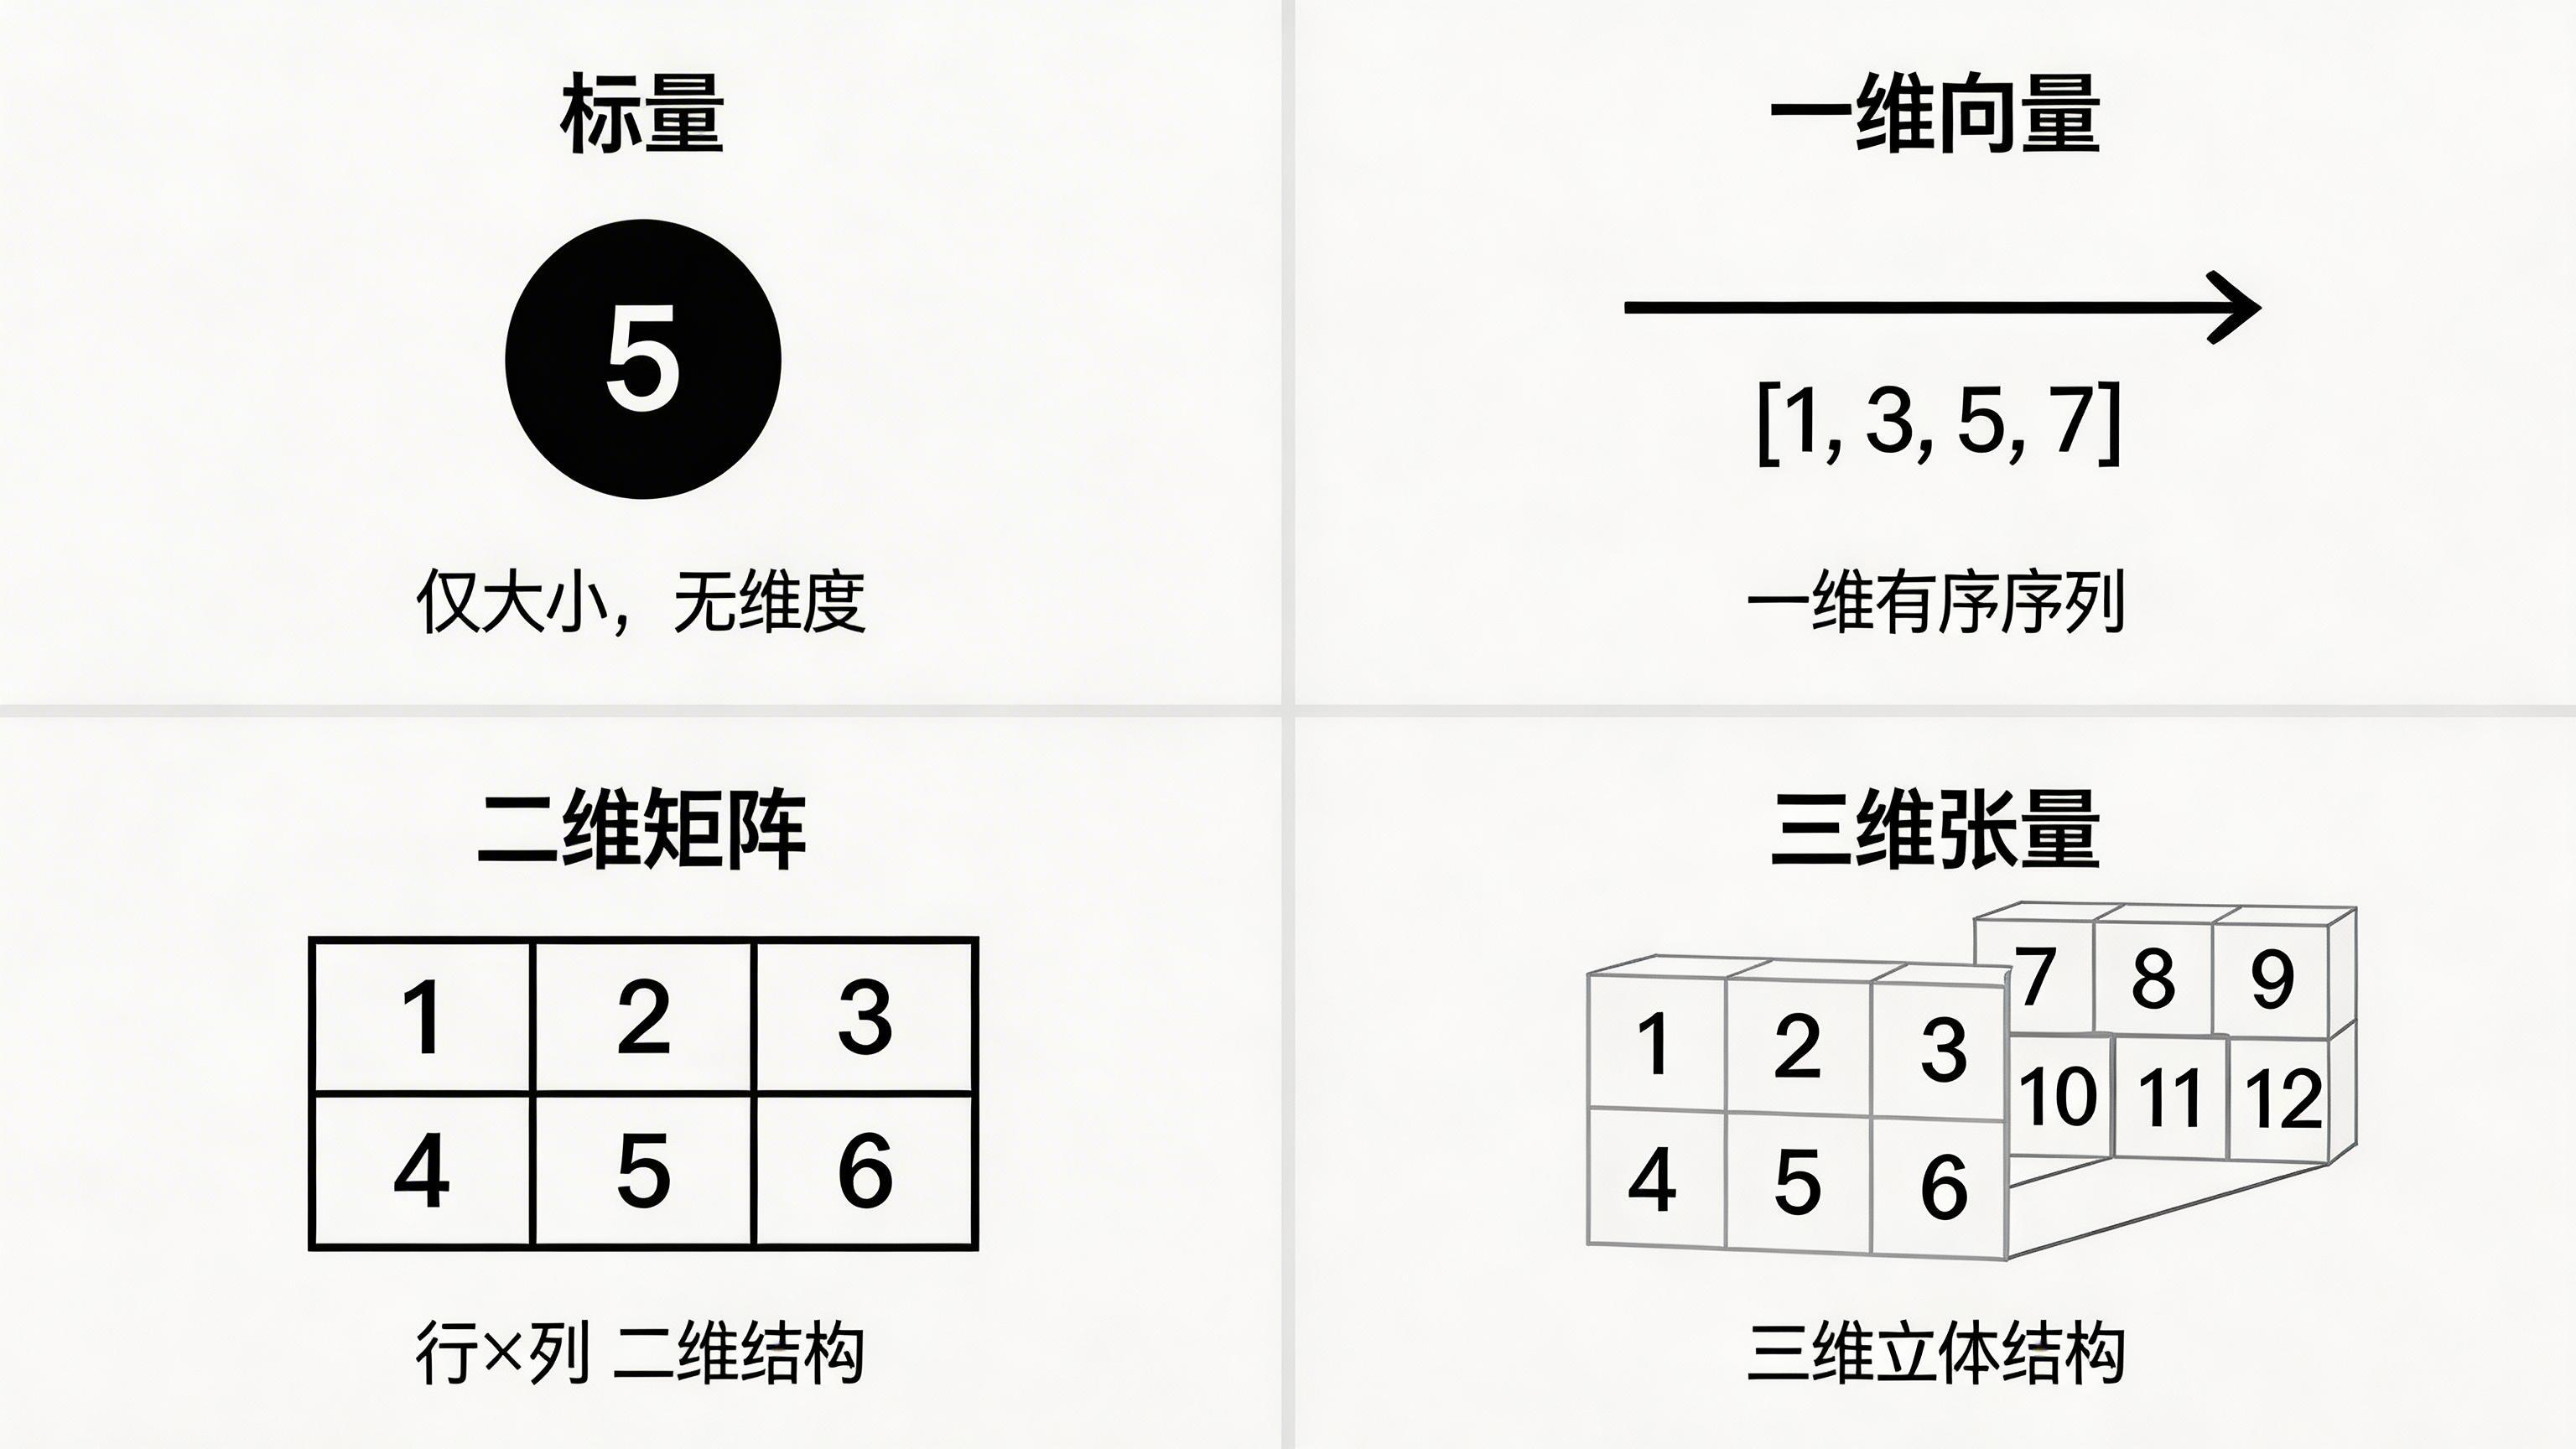 标量
5
仅大小，无维度
一维向量
[1, 3, 5, 7]
一维有序序列
二维矩阵
1 2 3
4 5 6
行×列 二维结构
三维张量
7 8 9
1 2 3
10 11 12
4 5 6
三维立体结构